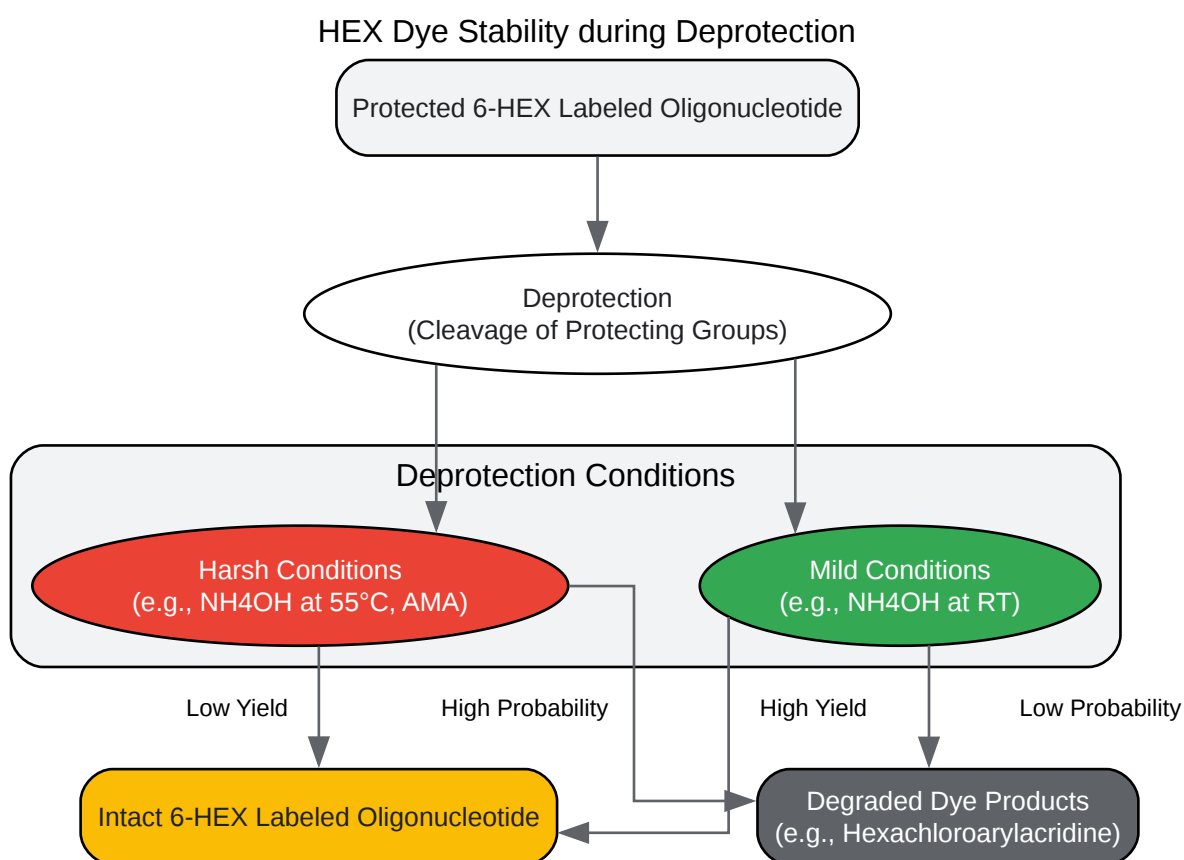 HEX Dye Stability during Deprotection
Protected 6-HEX Labeled Oligonucleotide
Deprotection
(Cleavage of Protecting Groups)
Deprotection Conditions
Harsh Conditions
(e.g., NH4OH at 55°C, AMA)
Mild Conditions
(e.g., NH4OH at RT)
Low Yield
High Probability
High Yield
Low Probability
Intact 6-HEX Labeled Oligonucleotide
Degraded Dye Products
(e.g., Hexachloroarylacridine)